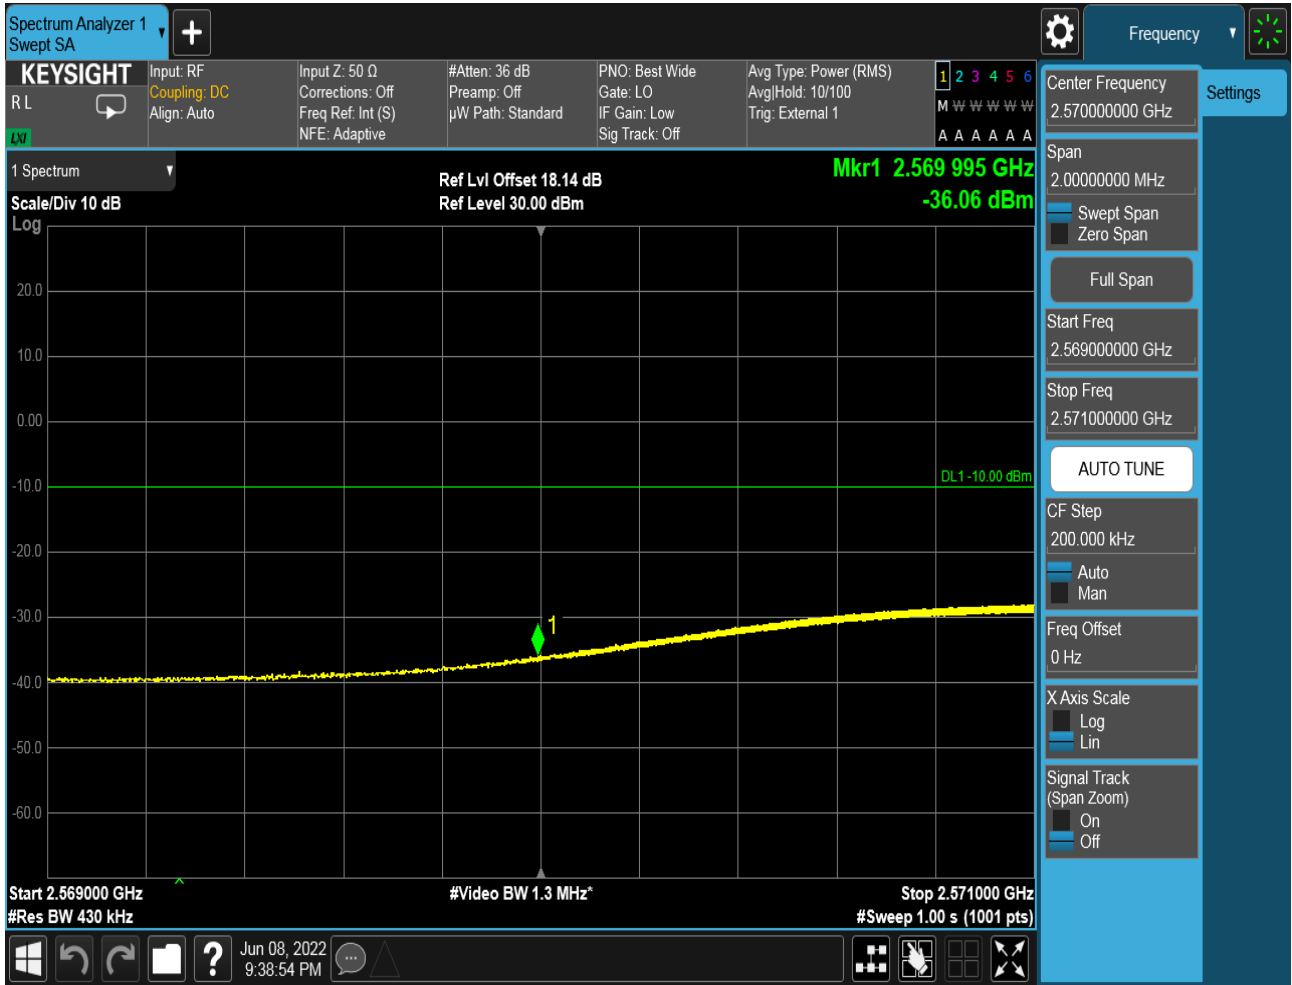 Spectrum Analyzer 1
Swept SA
Frequency
KEYSIGHT
R L
LXI
Input: RF
Coupling: DC
Align: Auto
Input Z: 50 Ω
Corrections: Off
Freq Ref: Int (S)
NFE: Adaptive
#Atten: 36 dB
Preamp: Off
µW Path: Standard
PNO: Best Wide
Gate: LO
IF Gain: Low
Sig Track: Off
Avg Type: Power (RMS)
Avg|Hold: 10/100
Trig: External 1
1 2 3 4 5 6
M W W W W W
A A A A A A
1 Spectrum
Scale/Div 10 dB
Log
Ref Lvl Offset 18.14 dB
Ref Level 30.00 dBm
Mkr1 2.569 995 GHz
-36.06 dBm
20.0
10.0
0.00
-10.0
DL1 -10.00 dBm
-20.0
-30.0
1
-40.0
-50.0
-60.0
Start 2.569000 GHz
#Video BW 1.3 MHz*
Stop 2.571000 GHz
#Res BW 430 kHz
#Sweep 1.00 s (1001 pts)
Jun 08, 2022
9:38:54 PM
Center Frequency
2.570000000 GHz
Settings
Span
2.00000000 MHz
Swept Span
Zero Span
Full Span
Start Freq
2.569000000 GHz
Stop Freq
2.571000000 GHz
AUTO TUNE
CF Step
200.000 kHz
Auto
Man
Freq Offset
0 Hz
X Axis Scale
Log
Lin
Signal Track
(Span Zoom)
On
Off